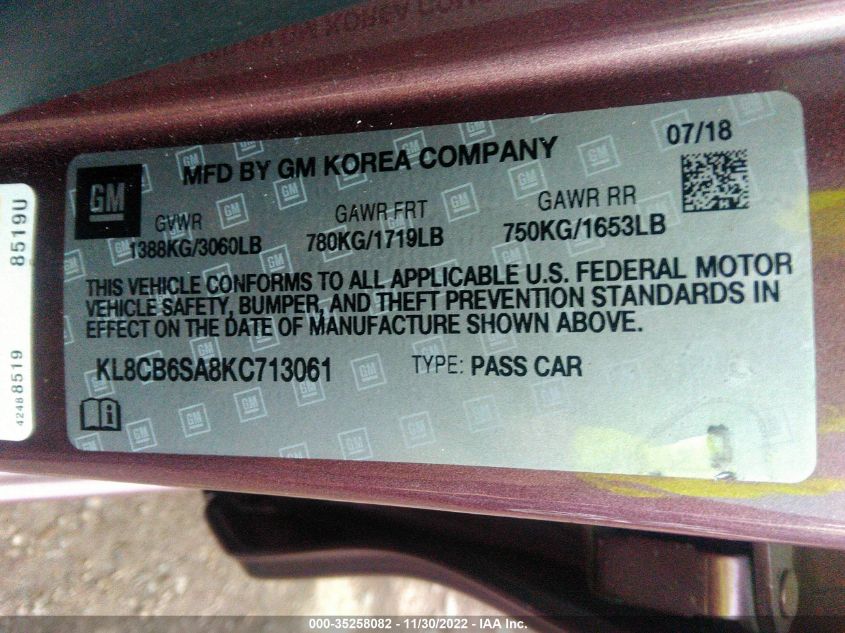 MFD BY GM KOREA COMPANY
07/18
GM
GVWR
1388KG/3060LB
GAWR FRT
780KG/1719LB
GAWR RR
750KG/1653LB
THIS VEHICLE CONFORMS TO ALL APPLICABLE U.S. FEDERAL MOTOR
VEHICLE SAFETY, BUMPER, AND THEFT PREVENTION STANDARDS IN
EFFECT ON THE DATE OF MANUFACTURE SHOWN ABOVE.
KL8CB6SA8KC713061
TYPE: PASS CAR
8519U
42488519
000-35258082 - 11/30/2022 - IAA Inc.